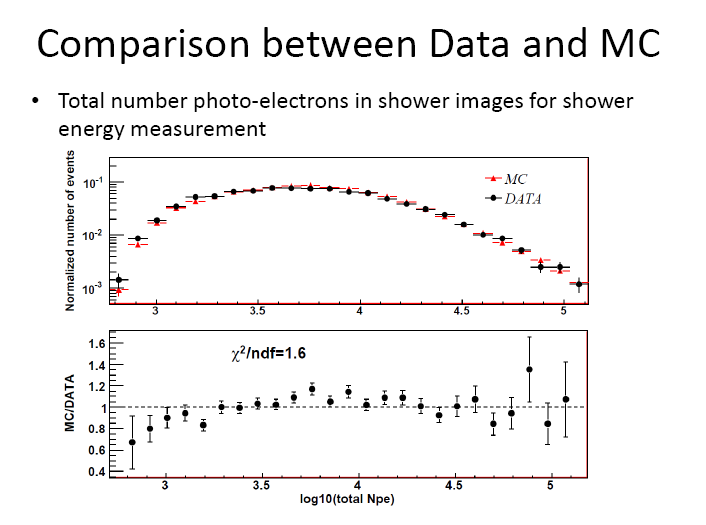 Comparison between Data and MC
• Total number photo-electrons in shower images for shower
energy measurement
Normalized number of events
10⁻¹
10⁻²
10⁻³
MC
DATA
3 3.5 4 4.5 5
MC/DATA
1.6
1.4
1.2
1
0.8
0.6
0.4
χ²/ndf=1.6
3 3.5 4 4.5 5
log10(total Npe)